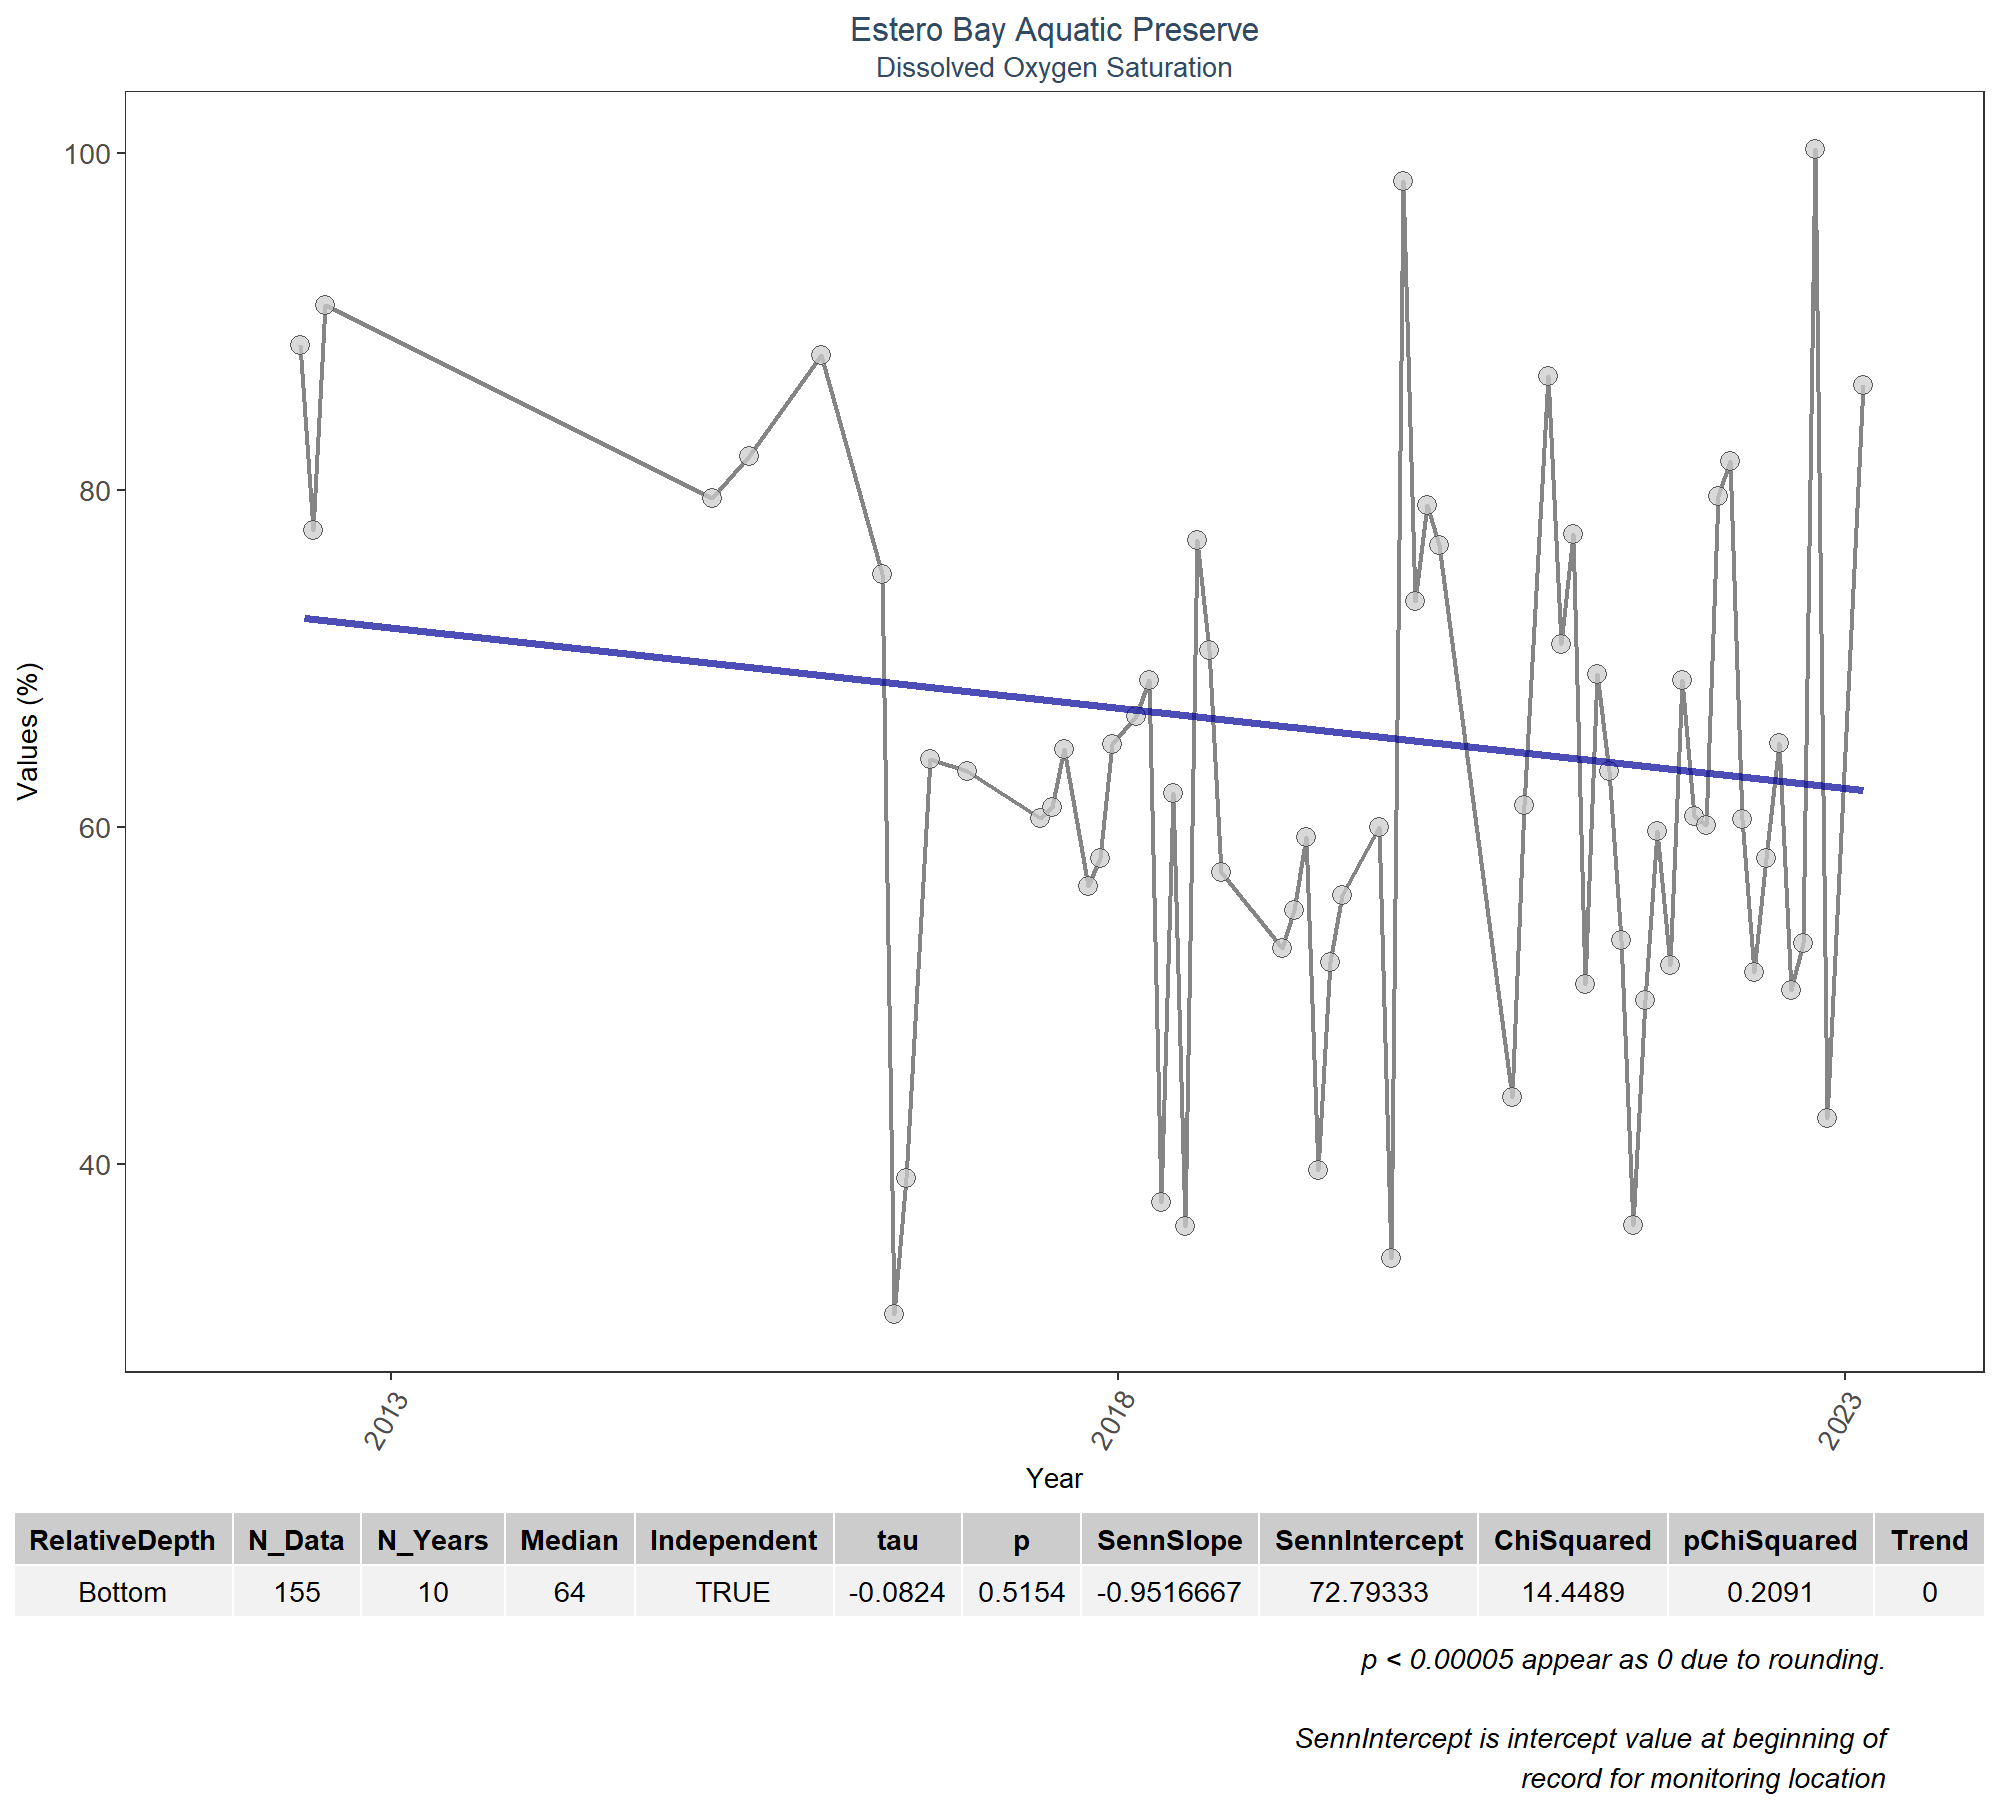 Estero Bay Aquatic Preserve
Dissolved Oxygen Saturation
Values (%)
100
80
60
40
2013
2018
2023
Year
RelativeDepth N_Data N_Years Median Independent tau p SennSlope SennIntercept ChiSquared pChiSquared Trend
Bottom 155 10 64 TRUE -0.0824 0.5154 -0.9516667 72.79333 14.4489 0.2091 0
p < 0.00005 appear as 0 due to rounding.
SennIntercept is intercept value at beginning of
record for monitoring location